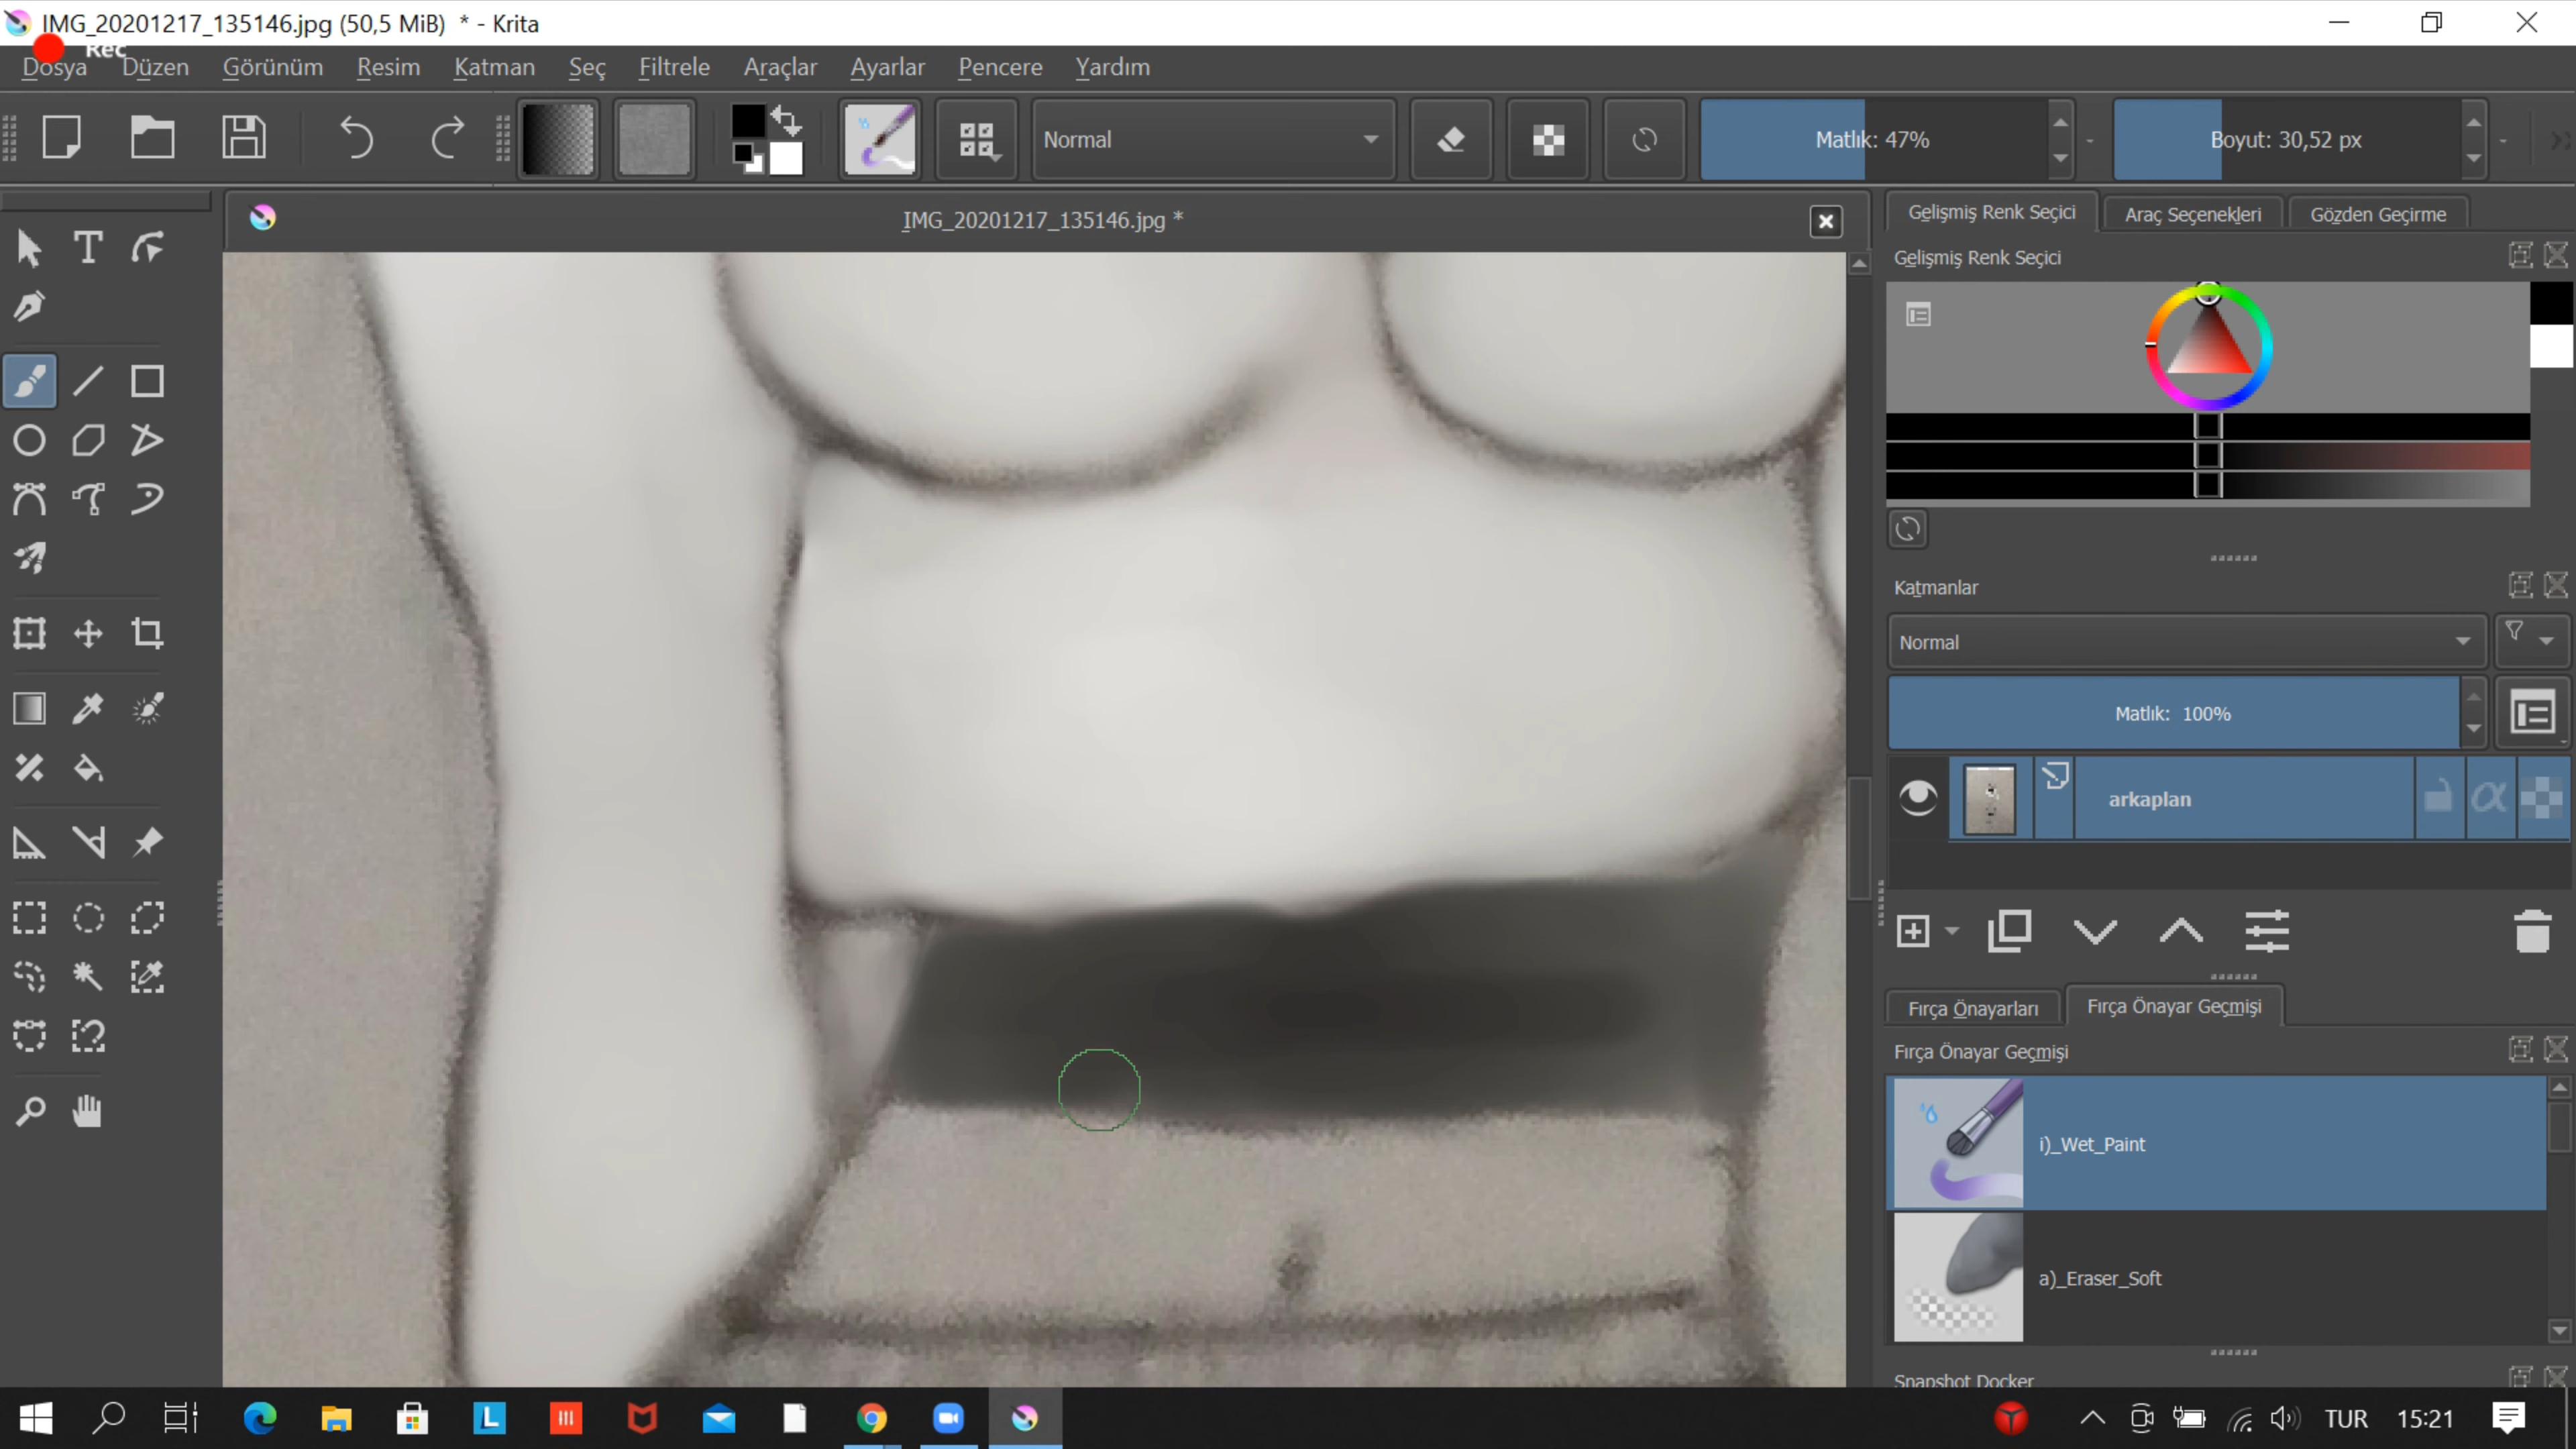 IMG_20201217_135146.jpg (50,5 MiB) * - Krita
Rec
Dosya Düzen Görünüm Resim Katman Seç Filtrele Araçlar Ayarlar Pencere Yardım
Normal Matlık: 47% Boyut: 30,52 px
IMG_20201217_135146.jpg *
Gelişmiş Renk Seçici Araç Seçenekleri Gözden Geçirme
Gelişmiş Renk Seçici
Katmanlar
Normal
Matlık: 100%
arkaplan
Fırça Önayarları Fırça Önayar Geçmişi
Fırça Önayar Geçmişi
i)_Wet_Paint
a)_Eraser_Soft
Snapshot Docker
TUR 15:21